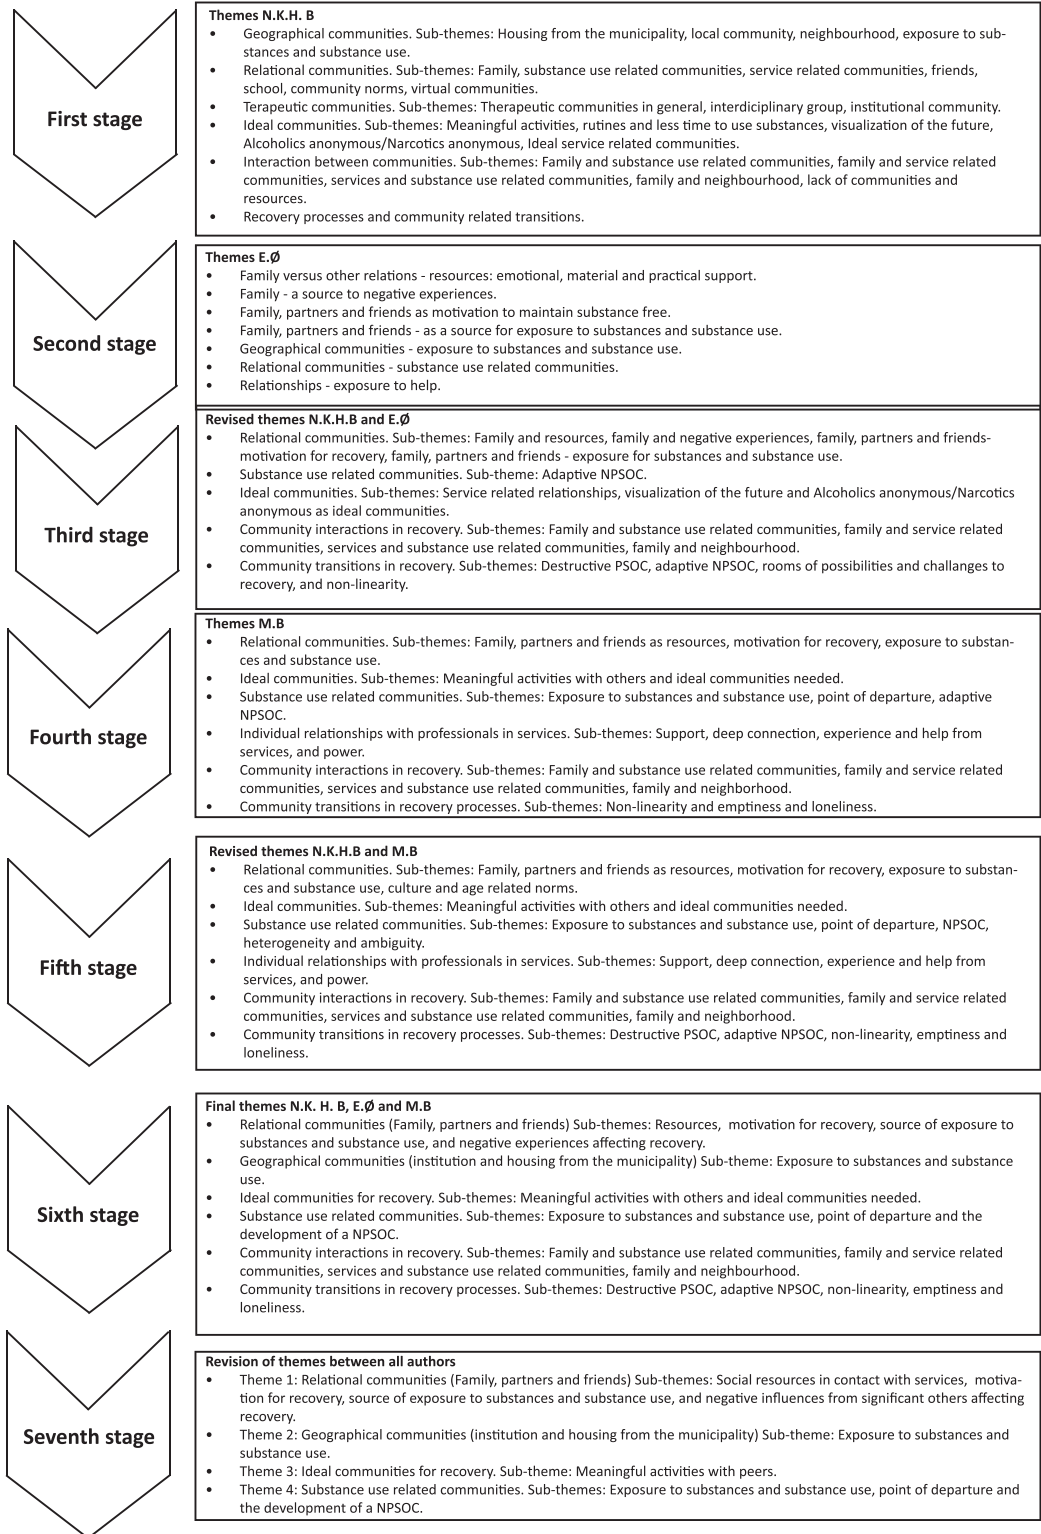 First stage
Themes N.K.H. B
• Geographical communities. Sub-themes: Housing from the municipality, local community, neighbourhood, exposure to sub-
stances and substance use.
• Relational communities. Sub-themes: Family, substance use related communities, service related communities, friends,
school, community norms, virtual communities.
• Terapeutic communities. Sub-themes: Therapeutic communities in general, interdiciplinary group, institutional community.
• Ideal communities. Sub-themes: Meaningful activities, rutines and less time to use substances, visualization of the future,
Alcoholics anonymous/Narcotics anonymous, Ideal service related communities.
• Interaction between communities. Sub-themes: Family and substance use related communities, family and service related
communities, services and substance use related communities, family and neighbourhood, lack of communities and
resources.
• Recovery processes and community related transitions.
Second stage
Themes E.Ø
• Family versus other relations - resources: emotional, material and practical support.
• Family - a source to negative experiences.
• Family, partners and friends as motivation to maintain substance free.
• Family, partners and friends - as a source for exposure to substances and substance use.
• Geographical communities - exposure to substances and substance use.
• Relational communities - substance use related communities.
• Relationships - exposure to help.
Third stage
Revised themes N.K.H.B and E.Ø
• Relational communities. Sub-themes: Family and resources, family and negative experiences, family, partners and friends-
motivation for recovery, family, partners and friends - exposure for substances and substance use.
• Substance use related communities. Sub-theme: Adaptive NPSOC.
• Ideal communities. Sub-themes: Service related relationships, visualization of the future and Alcoholics anonymous/Narcotics
anonymous as ideal communities.
• Community interactions in recovery. Sub-themes: Family and substance use related communities, family and service related
communities, services and substance use related communities, family and neighbourhood.
• Community transitions in recovery. Sub-themes: Destructive PSOC, adaptive NPSOC, rooms of possibilities and challanges to
recovery, and non-linearity.
Fourth stage
Themes M.B
• Relational communities. Sub-themes: Family, partners and friends as resources, motivation for recovery, exposure to substan-
ces and substance use.
• Ideal communities. Sub-themes: Meaningful activities with others and ideal communities needed.
• Substance use related communities. Sub-themes: Exposure to substances and substance use, point of departure, adaptive
NPSOC.
• Individual relationships with professionals in services. Sub-themes: Support, deep connection, experience and help from
services, and power.
• Community interactions in recovery. Sub-themes: Family and substance use related communities, family and service related
communities, services and substance use related communities, family and neighborhood.
• Community transitions in recovery processes. Sub-themes: Non-linearity and emptiness and loneliness.
Fifth stage
Revised themes N.K.H.B and M.B
• Relational communities. Sub-themes: Family, partners and friends as resources, motivation for recovery, exposure to substan-
ces and substance use, culture and age related norms.
• Ideal communities. Sub-themes: Meaningful activities with others and ideal communities needed.
• Substance use related communities. Sub-themes: Exposure to substances and substance use, point of departure, NPSOC,
heterogeneity and ambiguity.
• Individual relationships with professionals in services. Sub-themes: Support, deep connection, experience and help from
services, and power.
• Community interactions in recovery. Sub-themes: Family and substance use related communities, family and service related
communities, services and substance use related communities, family and neighborhood.
• Community transitions in recovery processes. Sub-themes: Destructive PSOC, adaptive NPSOC, non-linearity, emptiness and
loneliness.
Sixth stage
Final themes N.K. H. B, E.Ø and M.B
• Relational communities (Family, partners and friends) Sub-themes: Resources, motivation for recovery, source of exposure to
substances and substance use, and negative experiences affecting recovery.
• Geographical communities (institution and housing from the municipality) Sub-theme: Exposure to substances and substance
use.
• Ideal communities for recovery. Sub-themes: Meaningful activities with others and ideal communities needed.
• Substance use related communities. Sub-themes: Exposure to substances and substance use, point of departure and the
development of a NPSOC.
• Community interactions in recovery. Sub-themes: Family and substance use related communities, family and service related
communities, services and substance use related communities, family and neighbourhood.
• Community transitions in recovery processes. Sub-themes: Destructive PSOC, adaptive NPSOC, non-linearity, emptiness and
loneliness.
Seventh stage
Revision of themes between all authors
• Theme 1: Relational communities (Family, partners and friends) Sub-themes: Social resources in contact with services, motiva-
tion for recovery, source of exposure to substances and substance use, and negative influences from significant others affecting
recovery.
• Theme 2: Geographical communities (institution and housing from the municipality) Sub-theme: Exposure to substances and
substance use.
• Theme 3: Ideal communities for recovery. Sub-theme: Meaningful activities with peers.
• Theme 4: Substance use related communities. Sub-themes: Exposure to substances and substance use, point of departure and
the development of a NPSOC.